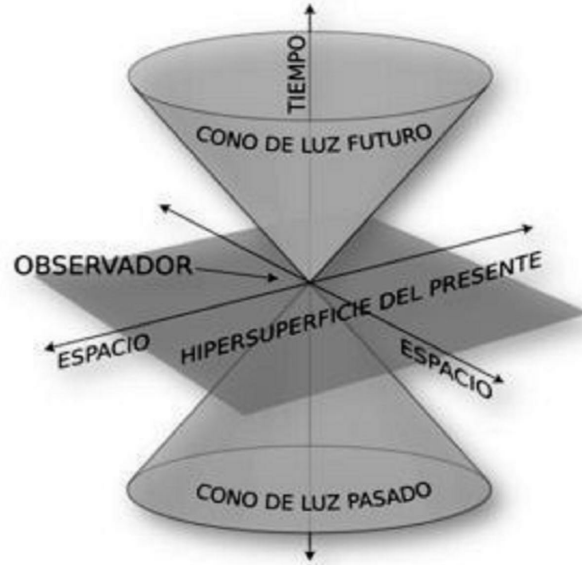 TIEMPO
CONO DE LUZ FUTURO
OBSERVADOR
HIPERSUPERFICIE DEL PRESENTE
ESPACIO
ESPACIO
CONO DE LUZ PASADO